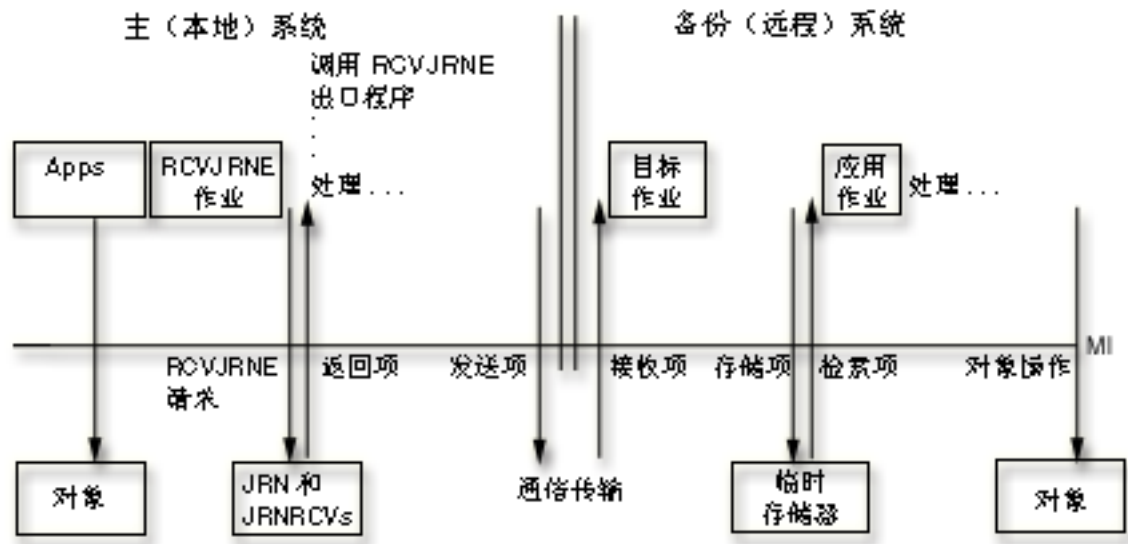 主（本地）系统
备份（远程）系统
调用 RCVJRNE
出口程序
.
.
.
Apps
RCVJRNE
作业
处理...
目标
作业
应用
作业
处理...
MI
RCVJRNE
请求
返回项
发送项
接收项
存储项
检索项
对象操作
对象
JRN 和
JRNRCVs
通信传输
临时
存储器
对象